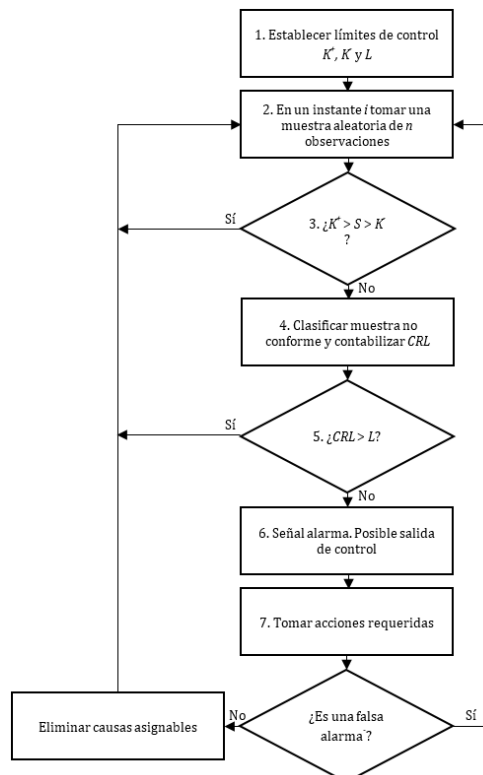 1. Establecer límites de control
K⁺, K⁻ y L
2. En un instante i tomar una
muestra aleatoria de n
observaciones
Sí
3. ¿K⁺ > S > K⁻
?
No
4. Clasificar muestra no
conforme y contabilizar CRL
Sí
5. ¿CRL > L?
No
6. Señal alarma. Posible salida
de control
7. Tomar acciones requeridas
Eliminar causas asignables
No
¿Es una falsa
alarma?
Sí